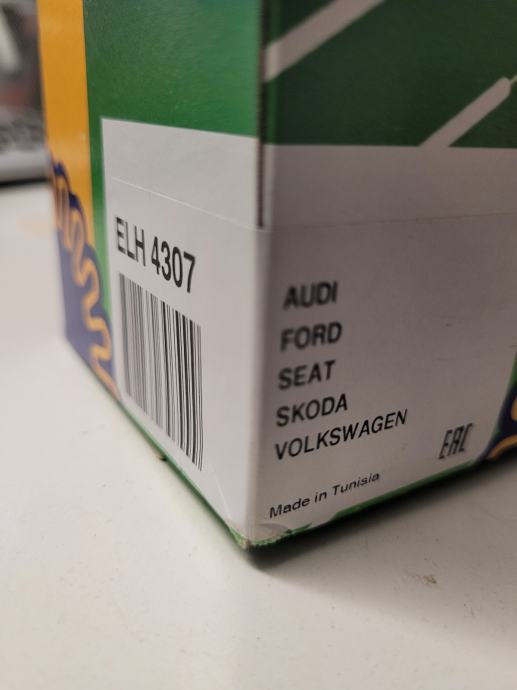 ELH 4307
AUDI
FORD
SEAT
SKODA
VOLKSWAGEN
EAC
Made in Tunisia